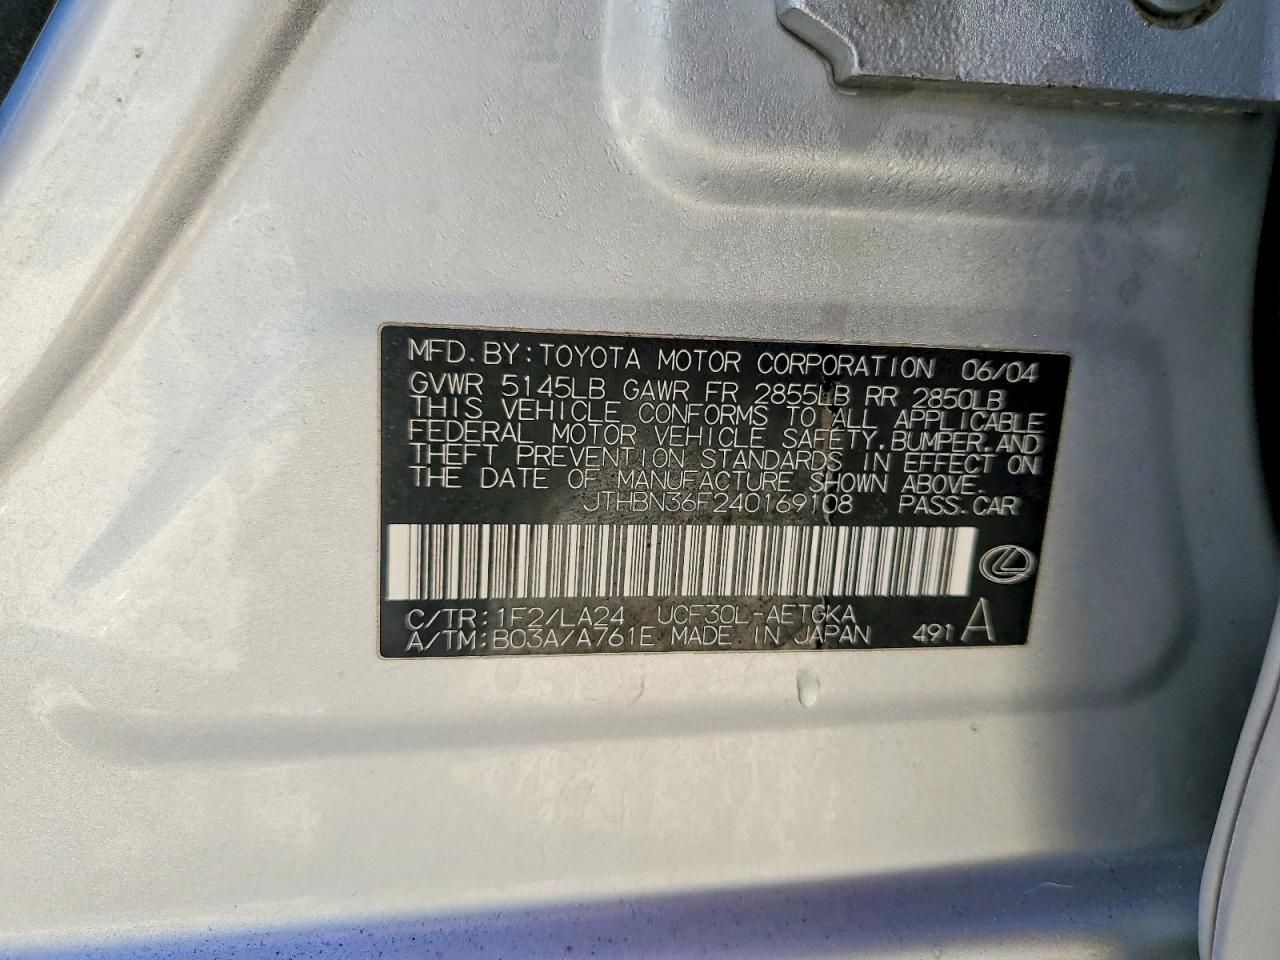 MFD. BY: TOYOTA MOTOR CORPORATION 06/04
GVWR 5145LB GAWR FR 2855LB RR 2850LB
THIS VEHICLE CONFORMS TO ALL APPLICABLE
FEDERAL MOTOR VEHICLE SAFETY, BUMPER, AND
THEFT PREVENTION STANDARDS IN EFFECT ON
THE DATE OF MANUFACTURE SHOWN ABOVE.
JTHBN36F240169108 PASS. CAR
C/TR: 1F2/LA24 UCF30L-AETGKA
A/TM: B03A/A761E MADE IN JAPAN 491 A